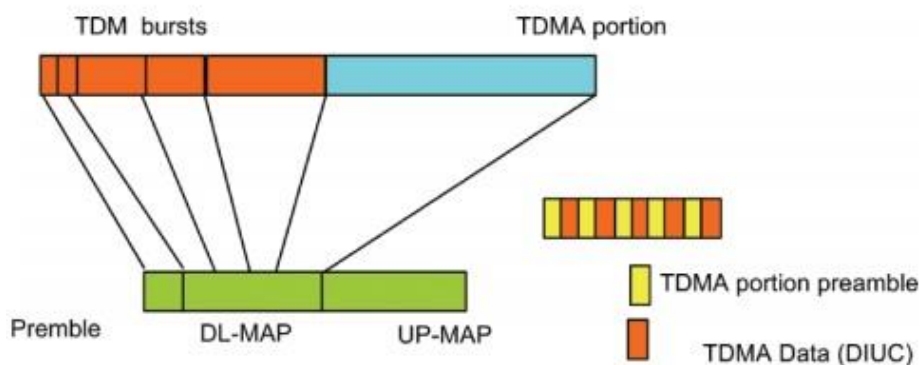 TDM bursts
TDMA portion
TDMA portion preamble
Premble
DL-MAP
UP-MAP
TDMA Data (DIUC)